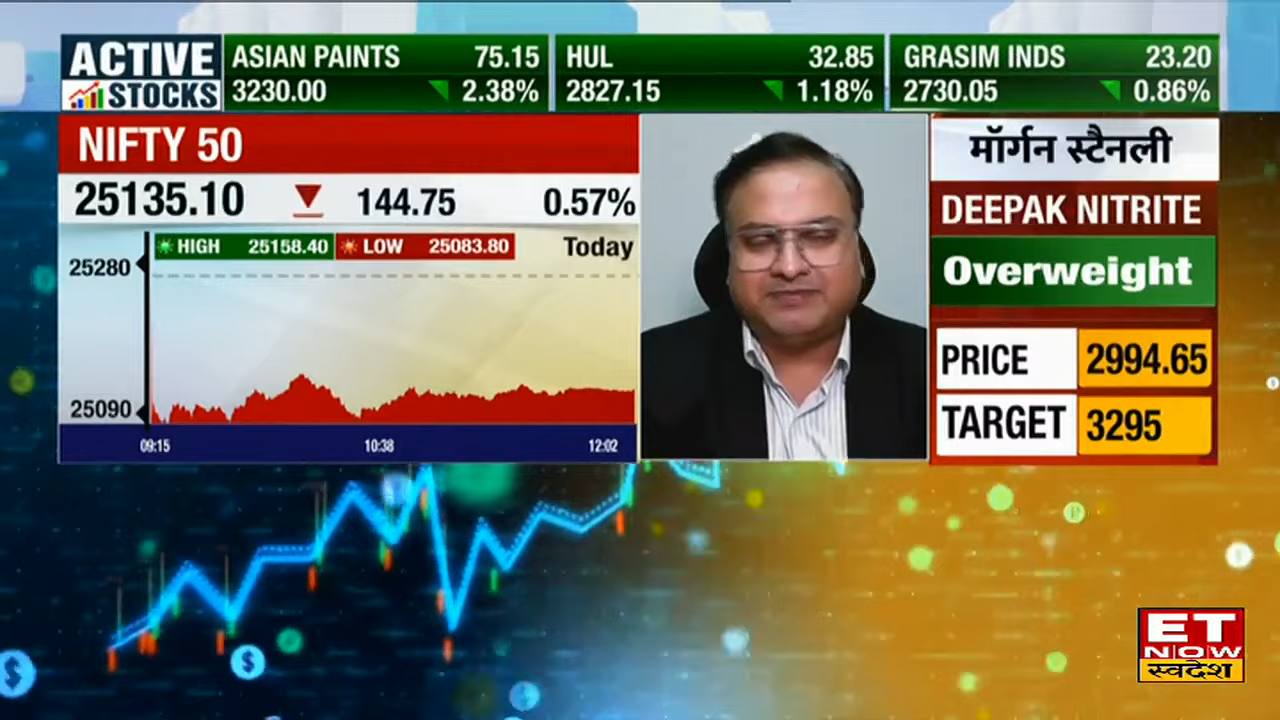 ACTIVE STOCKS
ASIAN PAINTS 75.15
3230.00 2.38%
HUL 32.85
2827.15 1.18%
GRASIM INDS 23.20
2730.05 0.86%
NIFTY 50
25135.10 144.75 0.57%
HIGH 25158.40 LOW 25083.80 Today
25280
25090
09:15 10:38 12:02
मॉर्गन स्टैनली
DEEPAK NITRITE
Overweight
PRICE 2994.65
TARGET 3295
$
$
ET
NOW
स्वदेश